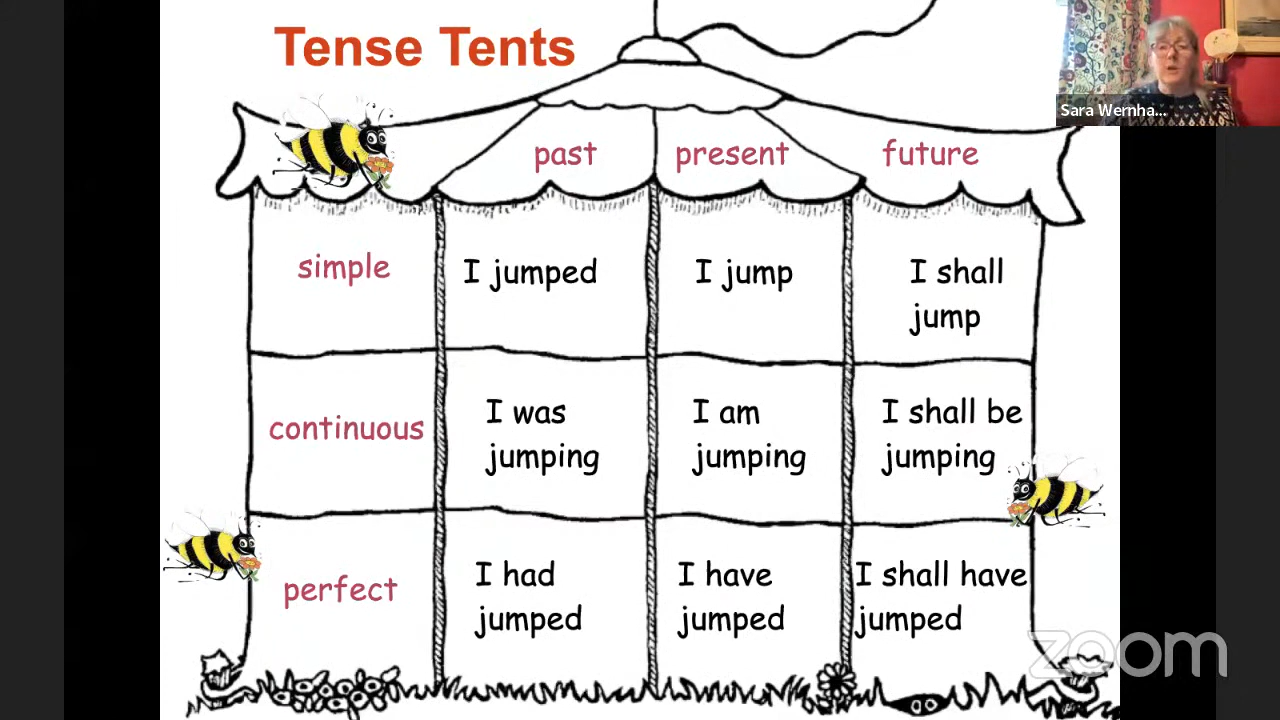 Tense Tents
Sara Wernha...
past present future
simple
I jumped
I jump
I shall
jump
continuous
I was
jumping
I am
jumping
I shall be
jumping
perfect
I had
jumped
I have
jumped
I shall have
jumped
zoom